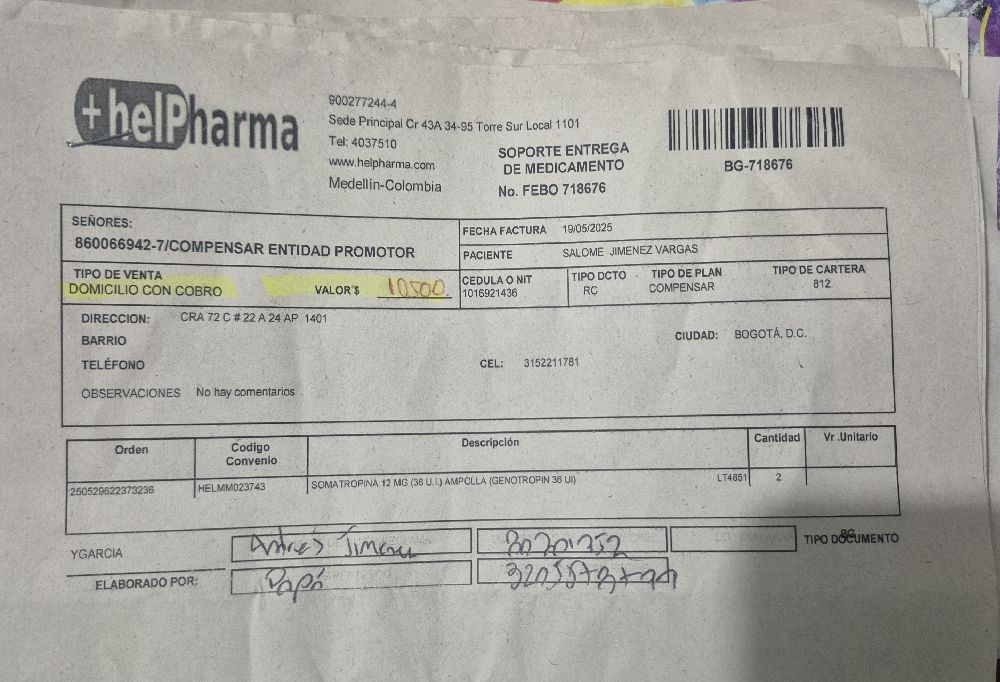 +helPharma
900277244-4
Sede Principal Cr 43A 34-95 Torre Sur Local 1101
Tel: 4037510
www.helpharma.com
Medellín-Colombia
SOPORTE ENTREGA
DE MEDICAMENTO
No. FEBO 718676
BG-718676
SEÑORES:
860066942-7/COMPENSAR ENTIDAD PROMOTOR
FECHA FACTURA 19/05/2025
PACIENTE SALOME JIMENEZ VARGAS
TIPO DE VENTA
DOMICILIO CON COBRO VALOR $ 10500
CEDULA O NIT
1016921436
TIPO DCTO
RC
TIPO DE PLAN
COMPENSAR
TIPO DE CARTERA
812
DIRECCION: CRA 72 C # 22 A 24 AP 1401
BARRIO
CIUDAD: BOGOTÁ, D.C.
TELÉFONO
CEL: 3152211781
OBSERVACIONES No hay comentarios
Orden Codigo Convenio Descripción Cantidad Vr .Unitario
250529622373236 HELMM023743 SOMATROPINA 12 MG (36 U.I.) AMPOLLA (GENOTROPIN 36 UI) LT4851 2
YGARCIA Andrés Jimenez TIPO DOCUMENTO
BG
ELABORADO POR: Papá